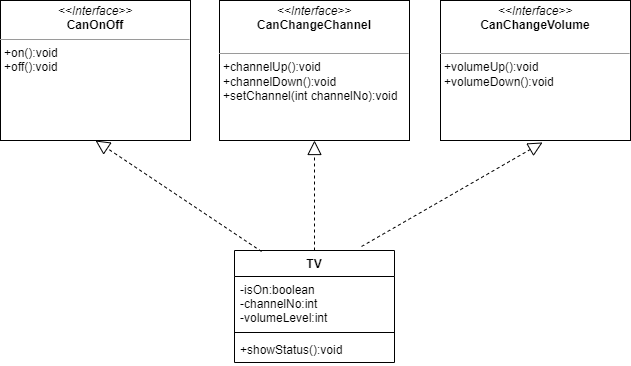 <<Interface>>
CanOnOff
+on():void
+off():void
<<Interface>>
CanChangeChannel
+channelUp():void
+channelDown():void
+setChannel(int channelNo):void
<<Interface>>
CanChangeVolume
+volumeUp():void
+volumeDown():void
TV
-isOn:boolean
-channelNo:int
-volumeLevel:int
+showStatus():void